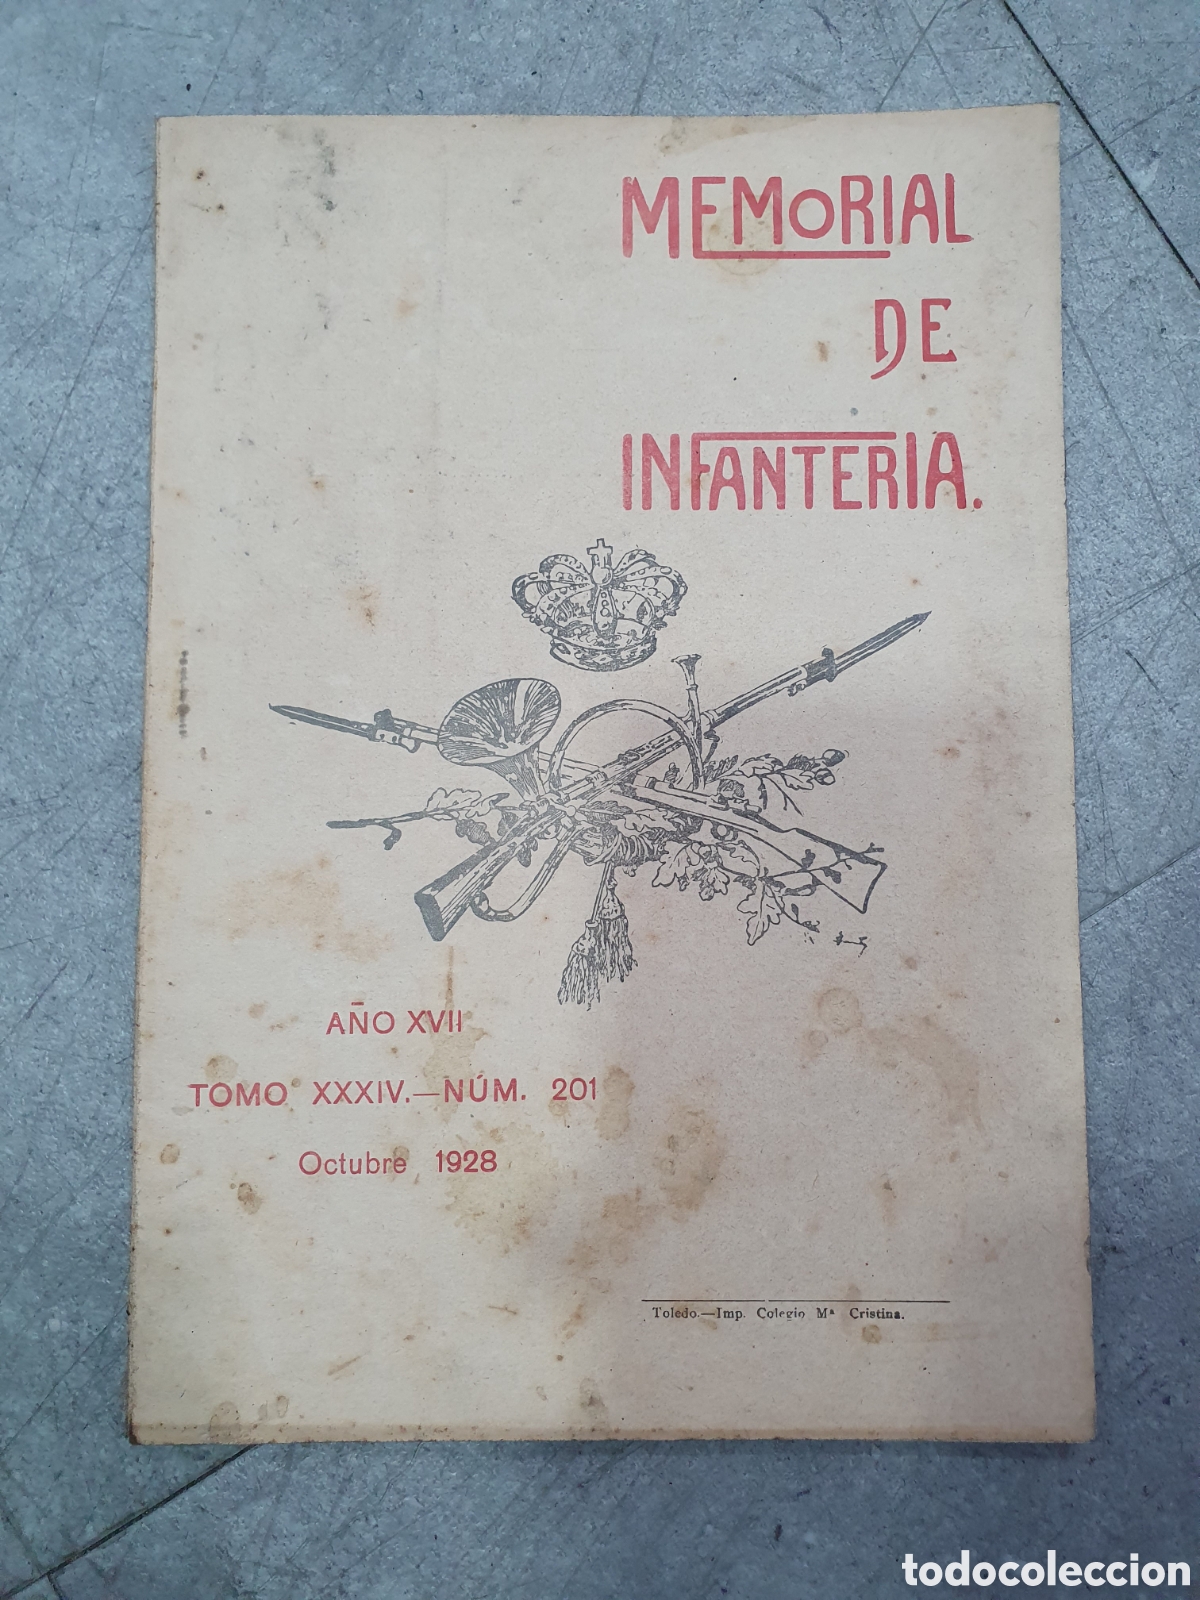 MEMORIAL
DE
INFANTERIA.
AÑO XVII
TOMO XXXIV.—NÚM. 201
Octubre 1928
Toledo.—Imp. Colegio Mª Cristina.
todocoleccion